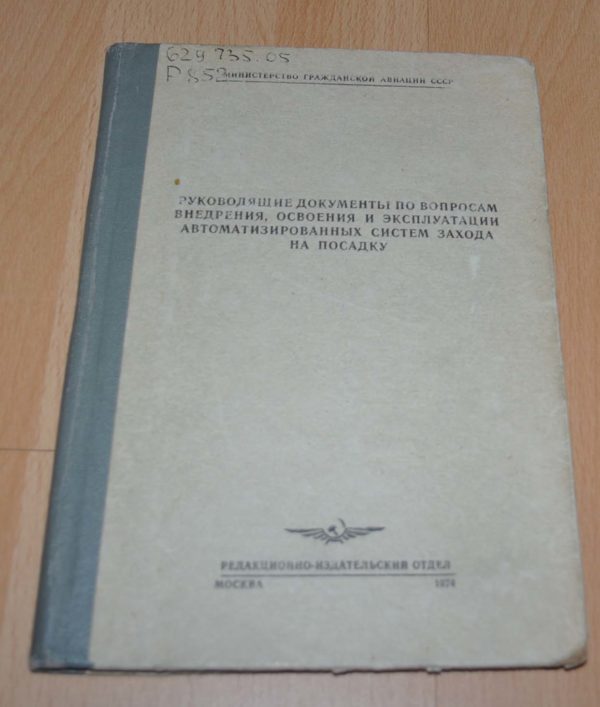 629.735.05
Р852
МИНИСТЕРСТВО ГРАЖДАНСКОЙ АВИАЦИИ СССР
РУКОВОДЯЩИЕ ДОКУМЕНТЫ ПО ВОПРОСАМ
ВНЕДРЕНИЯ, ОСВОЕНИЯ И ЭКСПЛУАТАЦИИ
АВТОМАТИЗИРОВАННЫХ СИСТЕМ ЗАХОДА
НА ПОСАДКУ
РЕДАКЦИОННО-ИЗДАТЕЛЬСКИЙ ОТДЕЛ
МОСКВА 1974